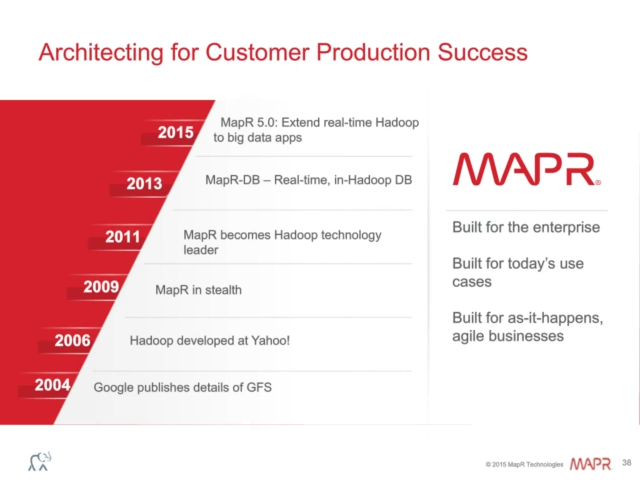 Architecting for Customer Production Success
2015
MapR 5.0: Extend real-time Hadoop
to big data apps
2013
MapR-DB – Real-time, in-Hadoop DB
2011
MapR becomes Hadoop technology
leader
2009
MapR in stealth
2006
Hadoop developed at Yahoo!
2004
Google publishes details of GFS
MAPR®
Built for the enterprise
Built for today's use
cases
Built for as-it-happens,
agile businesses
© 2015 MapR Technologies
MAPR
38